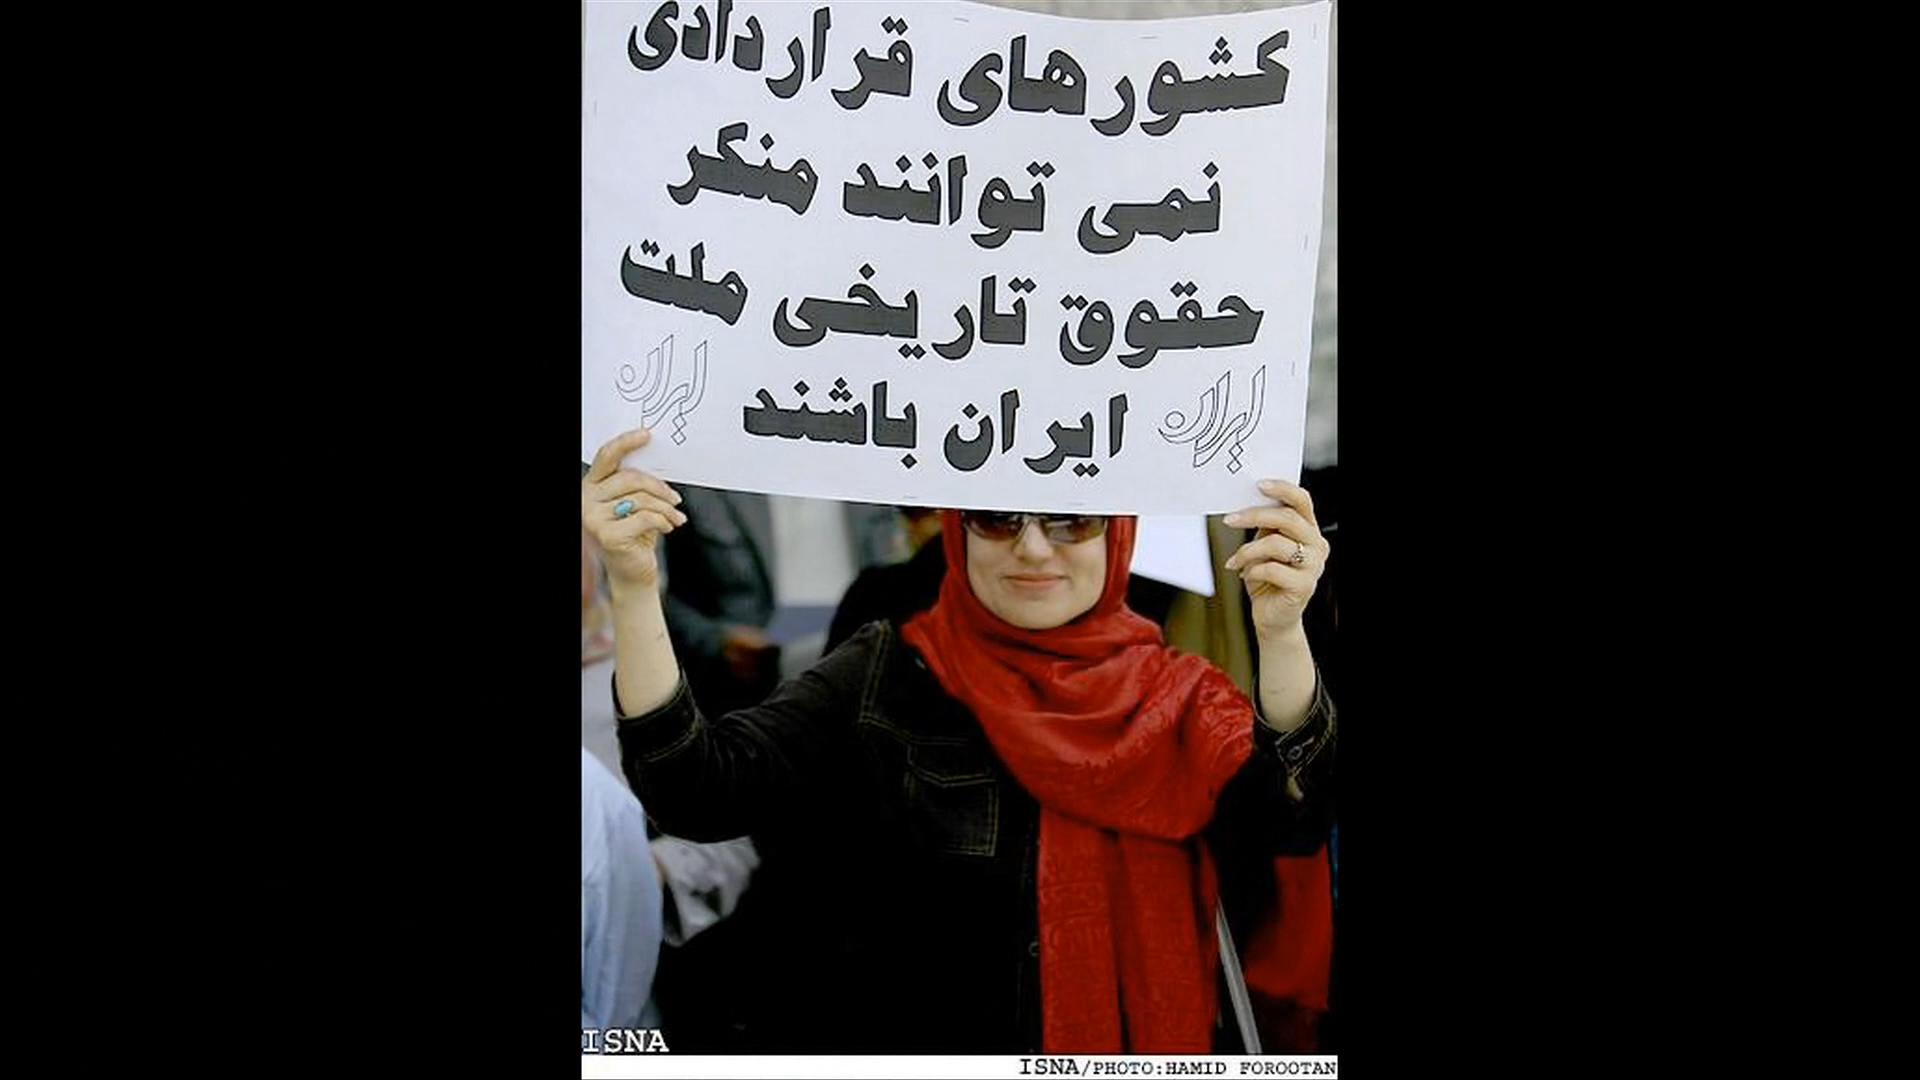 کشورهای قراردادی
نمی توانند منکر
حقوق تاریخی ملت
ایران باشند
ایران
ایران
ISNA
ISNA/PHOTO:HAMID FOROOTAN